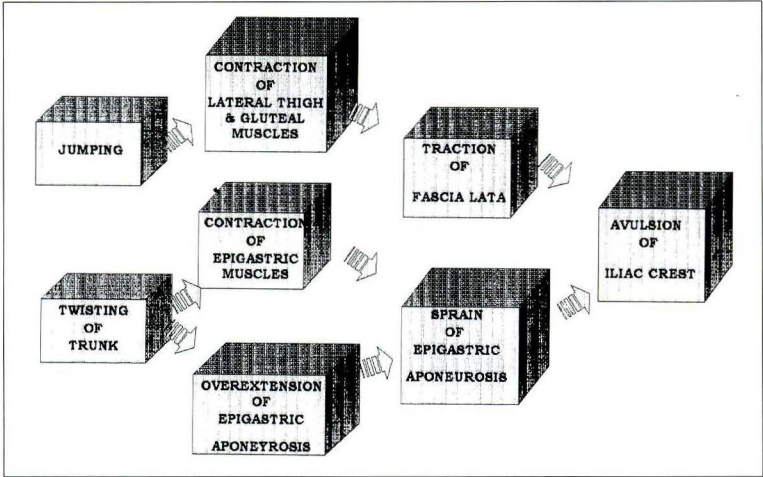 JUMPING
CONTRACTION
OF
LATERAL THIGH
& GLUTEAL
MUSCLES
TRACTION
OF
FASCIA LATA
AVULSION
OF
ILIAC CREST
TWISTING
OF
TRUNK
CONTRACTION
OF
EPIGASTRIC
MUSCLES
OVEREXTENSION
OF
EPIGASTRIC
APONEYROSIS
SPRAIN
OF
EPIGASTRIC
APONEUROSIS